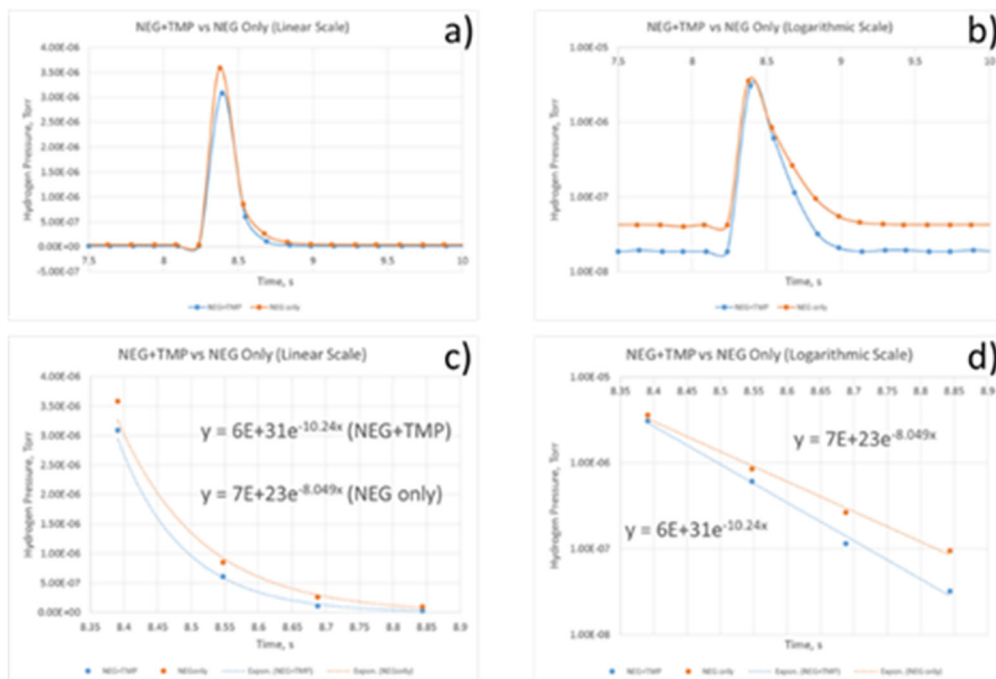 NEG+TMP vs NEG Only (Linear Scale)
a)
4.00E-06
3.50E-06
3.00E-06
2.50E-06
2.00E-06
1.50E-06
1.00E-06
5.00E-07
0.00E+00
-5.00E-07
Hydrogen Pressure, Torr
7.5 8 8.5 9 9.5 10
Time, s
NEG+TMP NEG only
NEG+TMP vs NEG Only (Logarithmic Scale)
b)
1.00E-05
7.5 8 8.5 9 9.5 10
1.00E-06
1.00E-07
1.00E-08
Hydrogen Pressure, Torr
Time, s
NEG+TMP NEG only
NEG+TMP vs NEG Only (Linear Scale)
c)
4.00E-06
3.50E-06
3.00E-06
2.50E-06
2.00E-06
1.50E-06
1.00E-06
5.00E-07
0.00E+00
Hydrogen Pressure, Torr
y = 6E+31e-10.24x (NEG+TMP)
y = 7E+23e-8.049x (NEG only)
8.35 8.4 8.45 8.5 8.55 8.6 8.65 8.7 8.75 8.8 8.85 8.9
Time, s
NEG+TMP NEGonly Expon. (NEG+TMP) Expon. (NEGonly)
NEG+TMP vs NEG Only (Logarithmic Scale)
d)
1.00E-05
8.35 8.4 8.45 8.5 8.55 8.6 8.65 8.7 8.75 8.8 8.85 8.9
1.00E-06
1.00E-07
1.00E-08
Hydrogen Pressure, Torr
y = 7E+23e-8.049x
y = 6E+31e-10.24x
Time, s
NEG+TMP NEG only Expon. (NEG+TMP) Expon. (NEG only)